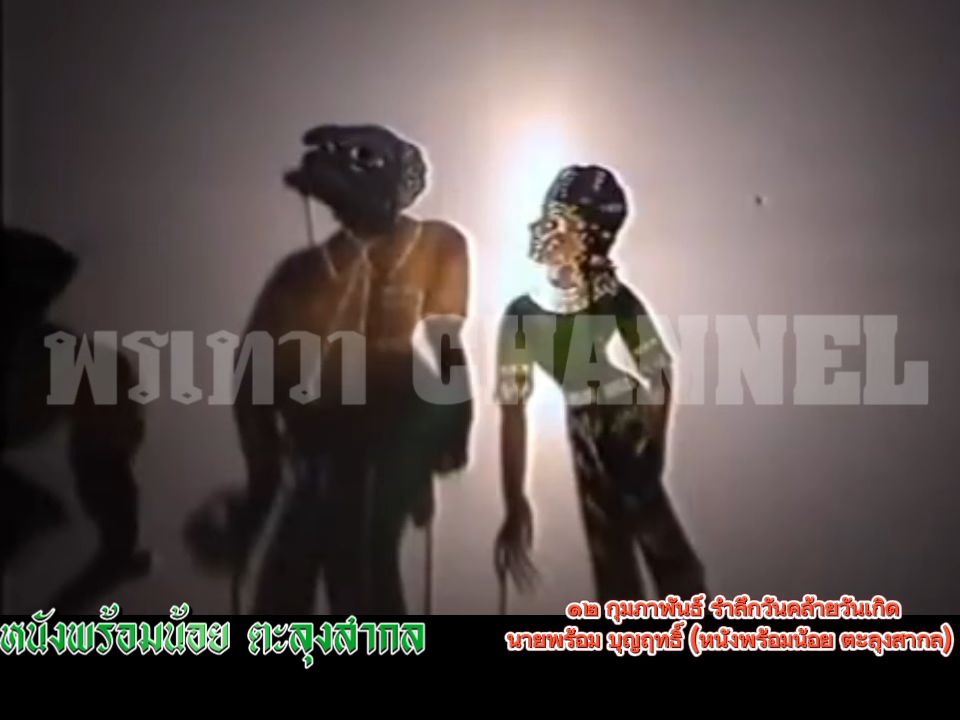 พรเทวา CHANNEL
หนังพร้อมน้อย ตะลุงสากล
๑๒ กุมภาพันธ์ รำลึกวันคล้ายวันเกิด
นายพร้อม บุญฤทธิ์ (หนังพร้อมน้อย ตะลุงสากล)